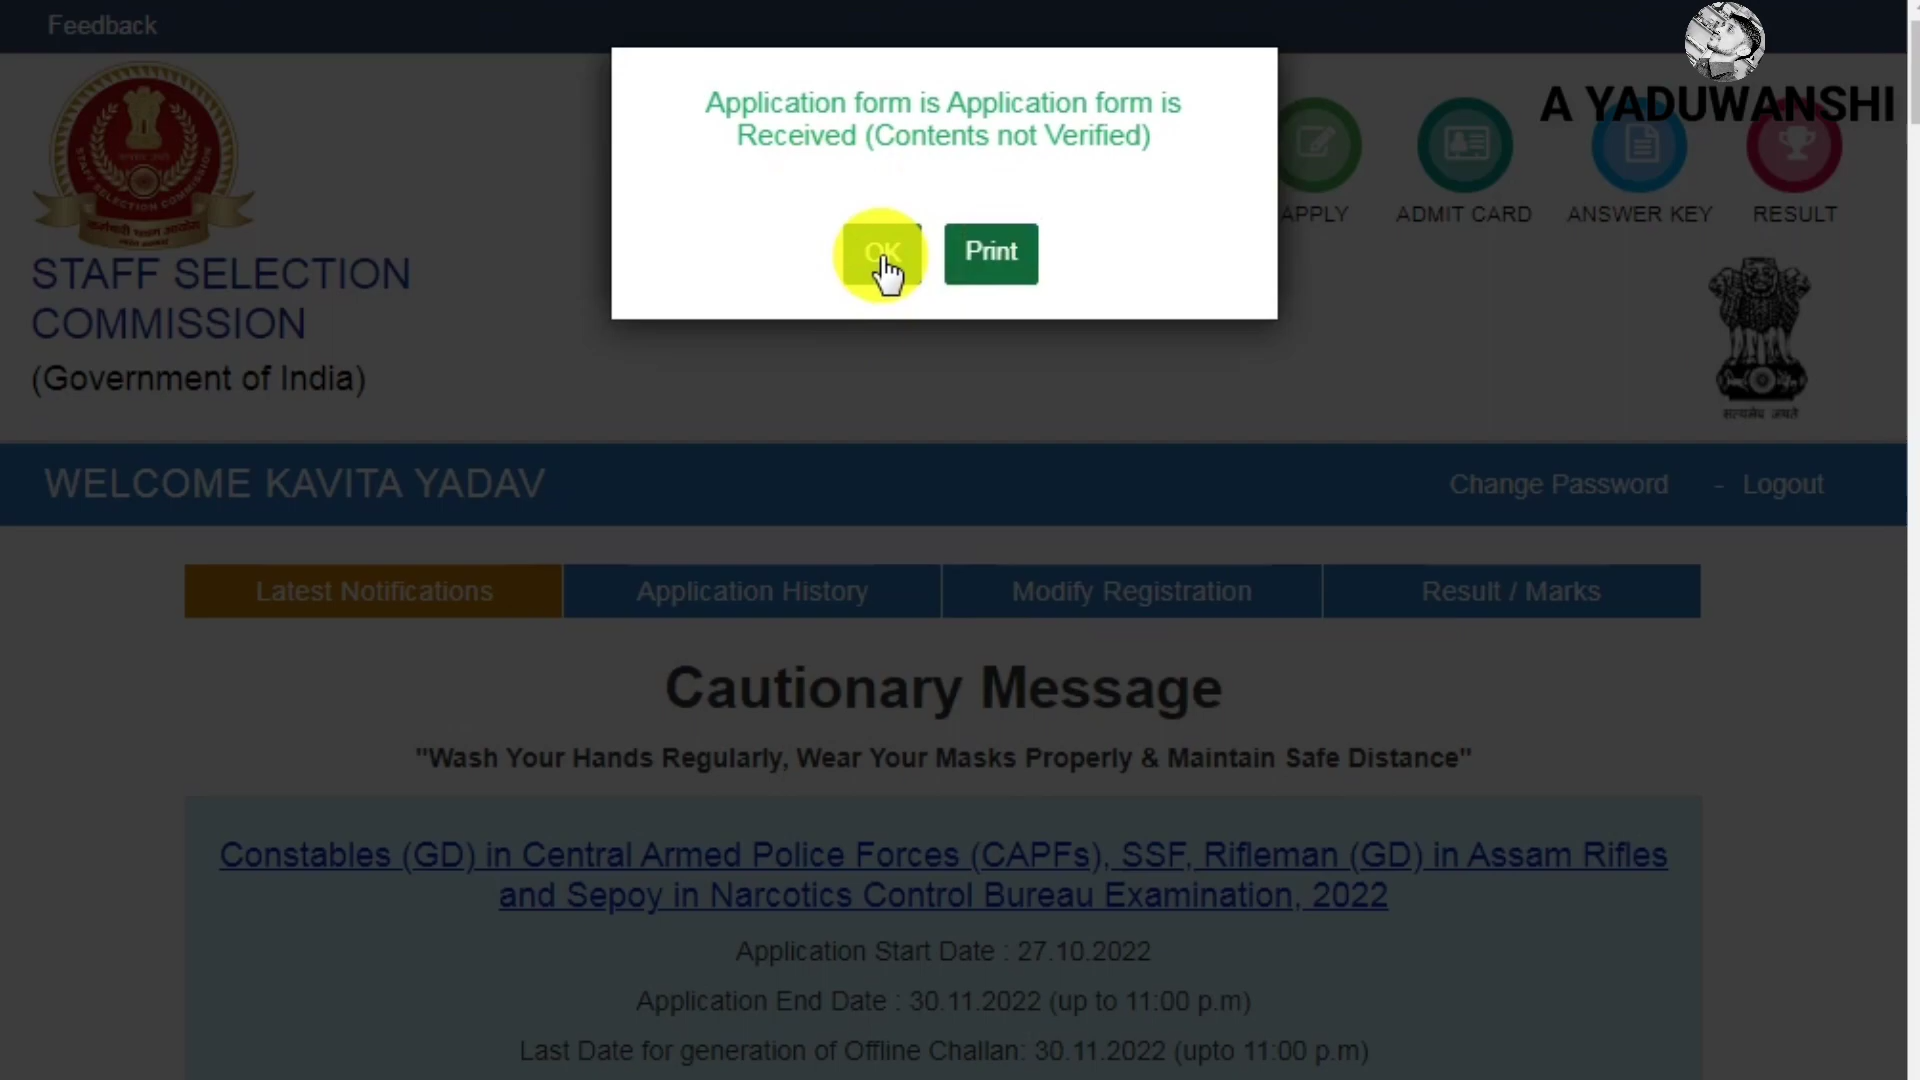 Feedback
Application form is Application form is
Received (Contents not Verified)
OK
Print
A YADUWANSHI
APPLY
ADMIT CARD
ANSWER KEY
RESULT
STAFF SELECTION
COMMISSION
(Government of India)
सत्यमेव जयते
WELCOME KAVITA YADAV
Change Password
-
Logout
Latest Notifications
Application History
Modify Registration
Result / Marks
Cautionary Message
"Wash Your Hands Regularly, Wear Your Masks Properly & Maintain Safe Distance"
Constables (GD) in Central Armed Police Forces (CAPFs), SSF, Rifleman (GD) in Assam Rifles
and Sepoy in Narcotics Control Bureau Examination, 2022
Application Start Date : 27.10.2022
Application End Date : 30.11.2022 (up to 11:00 p.m)
Last Date for generation of Offline Challan: 30.11.2022 (upto 11:00 p.m)